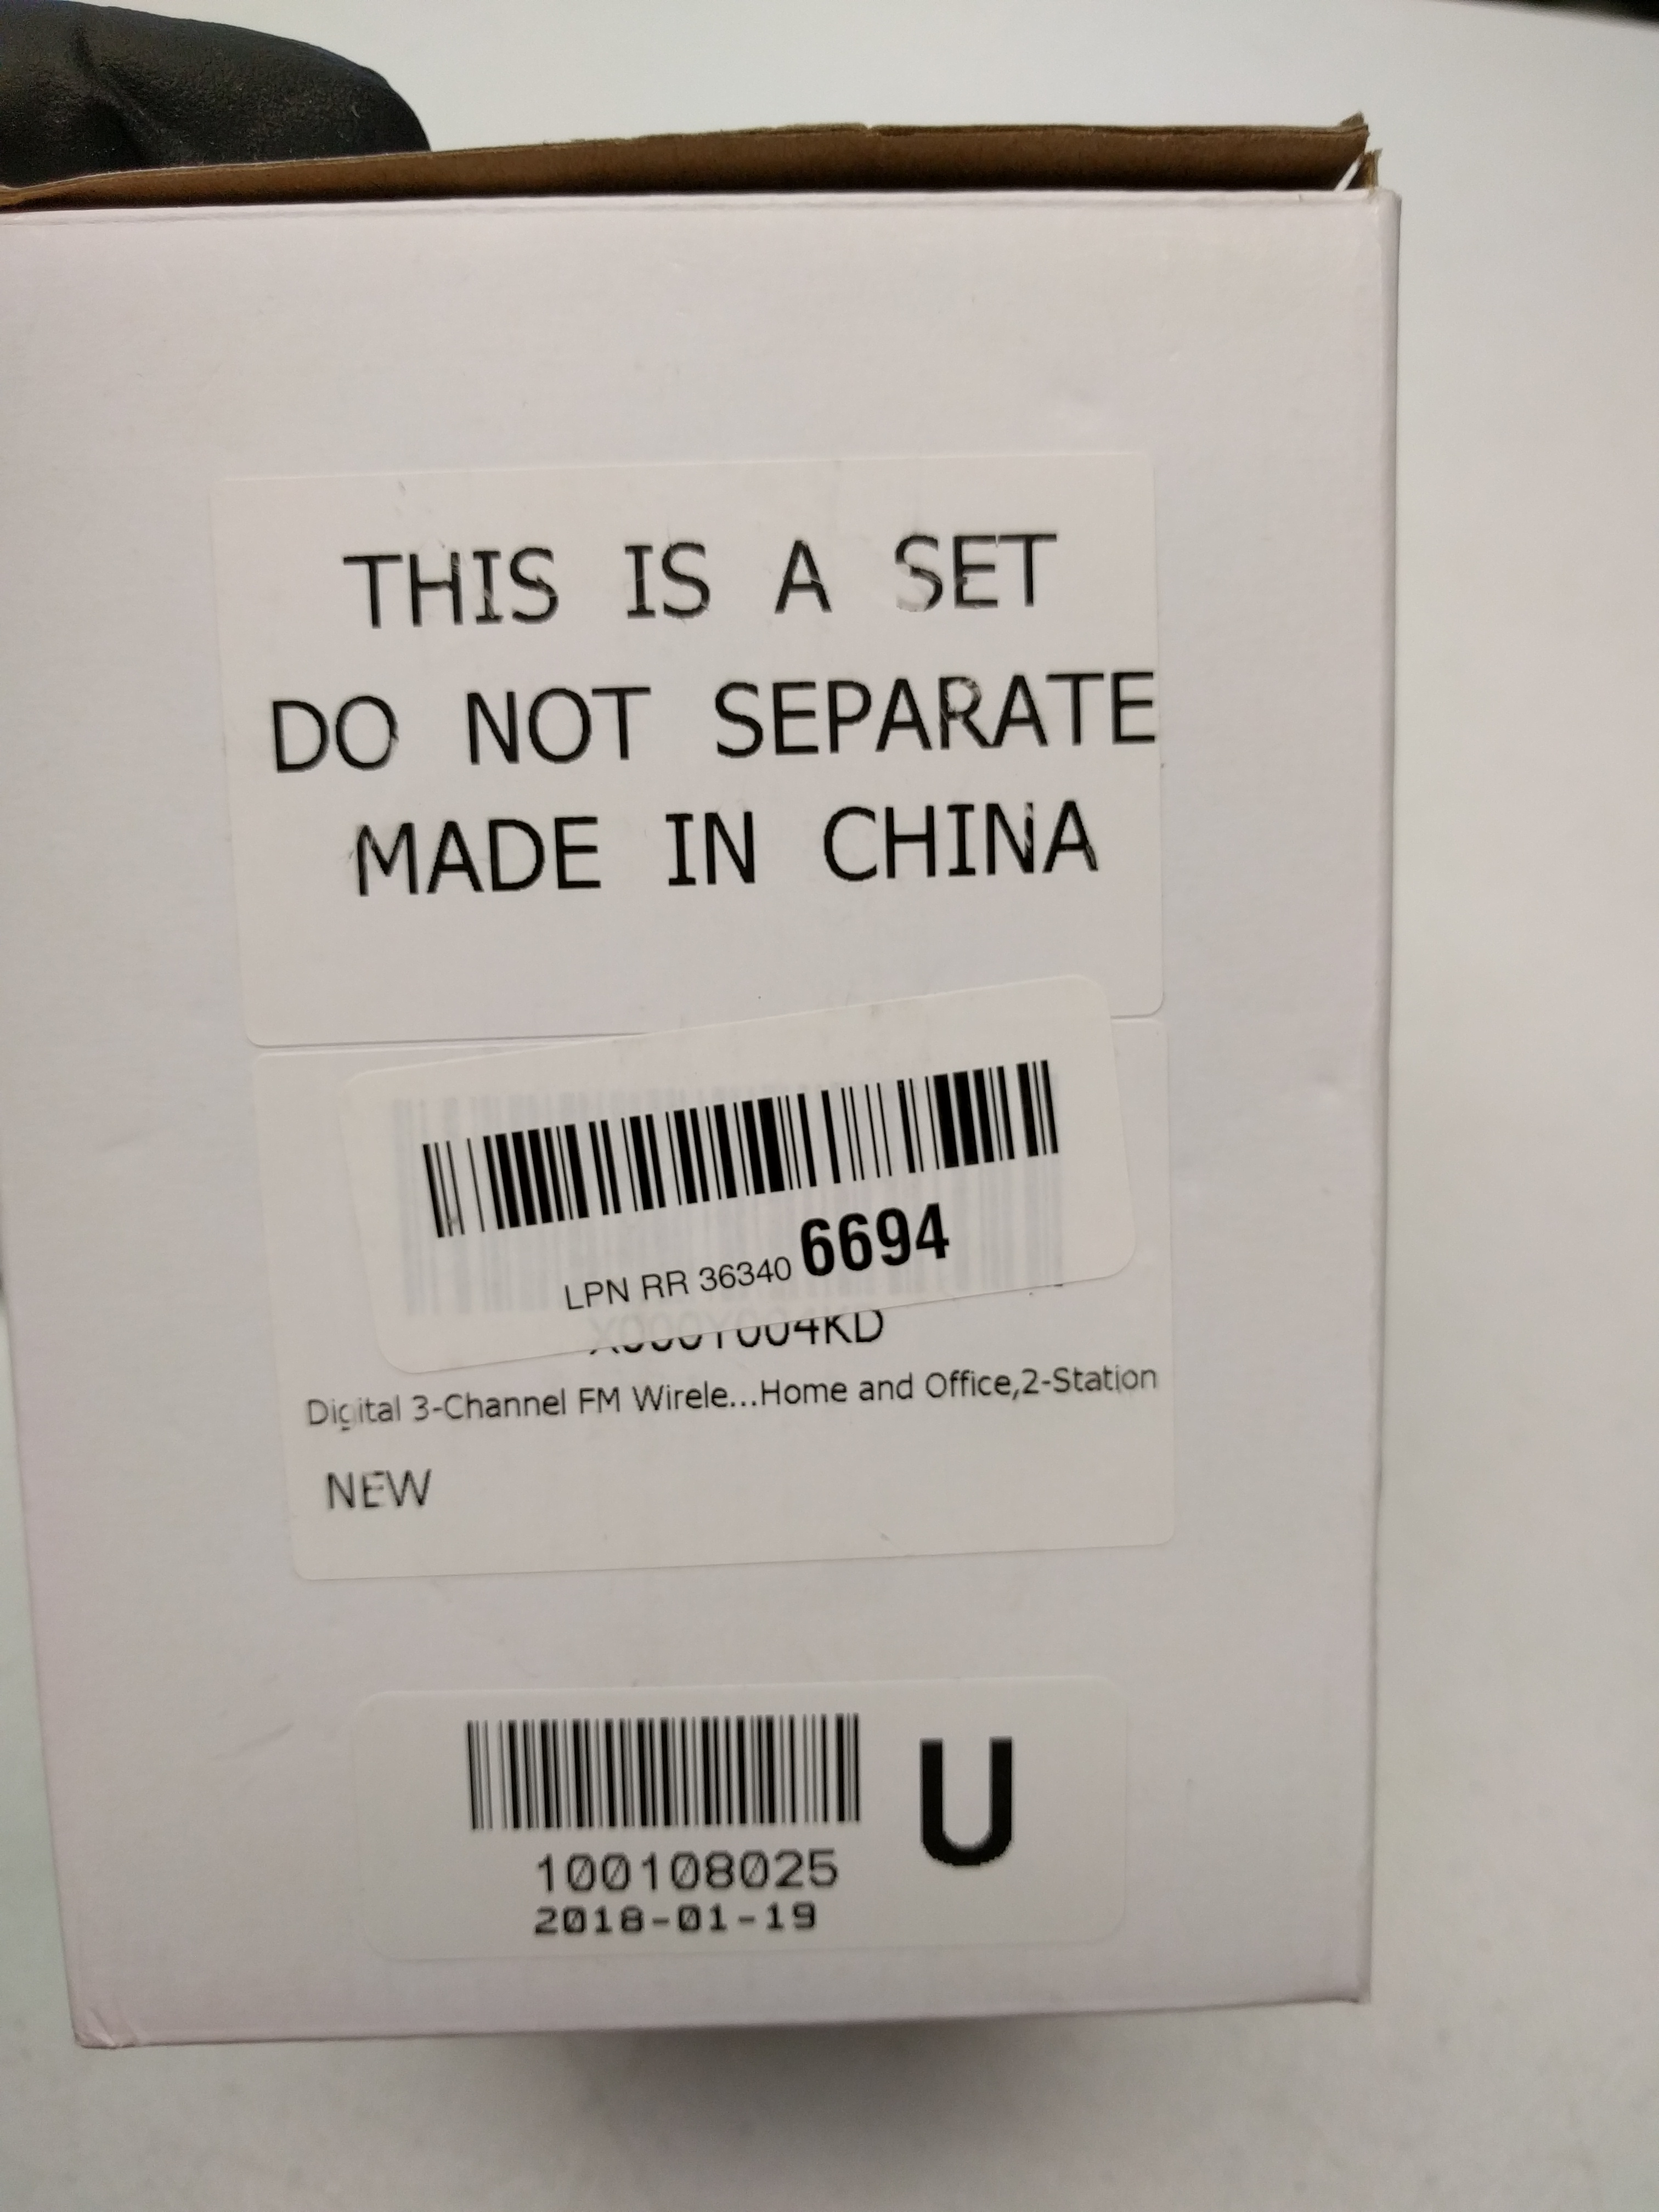 THIS IS A SET
DO NOT SEPARATE
MADE IN CHINA
LPN RR 36340 6694
Digital 3-Channel FM Wirele...Home and Office,2-Station
NEW
U
100108025
2018-01-19